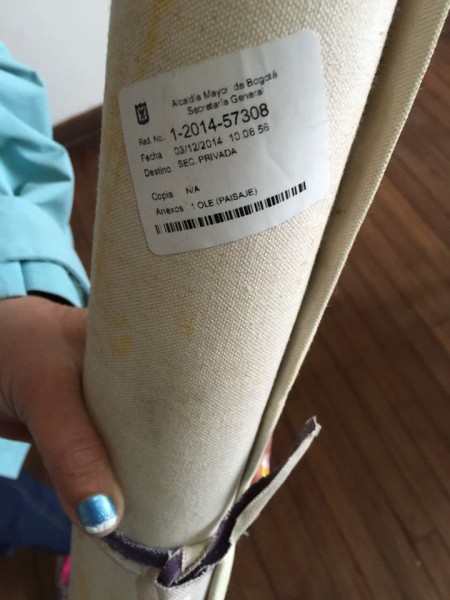 Alcaldía Mayor de Bogotá
Secretaría General
Rad. No.: 1-2014-57308
Fecha 03/12/2014 10:06:56
Destino SEC. PRIVADA
Copia N/A
Anexos 1 OLE (PAISAJE)